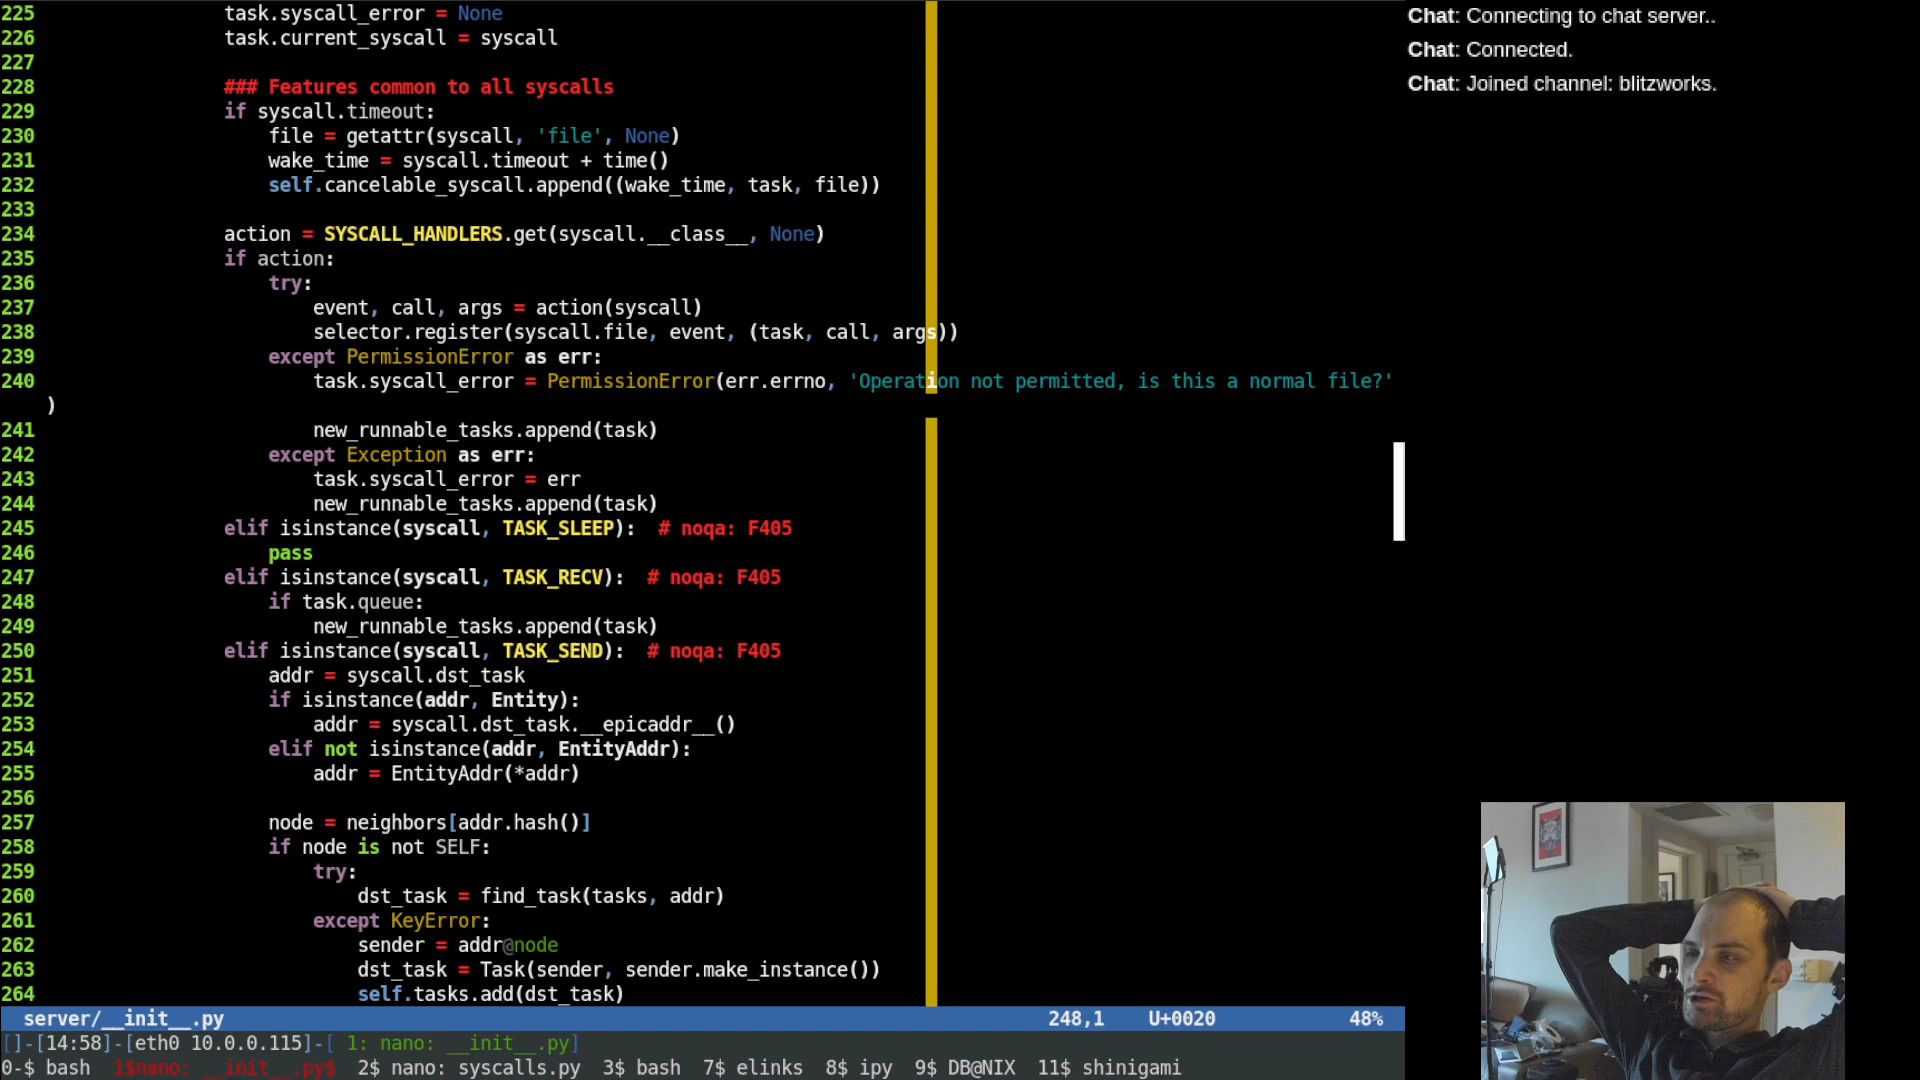 225                 task.syscall_error = None
226                 task.current_syscall = syscall
227
228                 ### Features common to all syscalls
229                 if syscall.timeout:
230                     file = getattr(syscall, 'file', None)
231                     wake_time = syscall.timeout + time()
232                     self.cancelable_syscall.append((wake_time, task, file))
233
234                 action = SYSCALL_HANDLERS.get(syscall.__class__, None)
235                 if action:
236                     try:
237                         event, call, args = action(syscall)
238                         selector.register(syscall.file, event, (task, call, args))
239                     except PermissionError as err:
240                         task.syscall_error = PermissionError(err.errno, 'Operation not permitted, is this a normal file?'
)
241                         new_runnable_tasks.append(task)
242                     except Exception as err:
243                         task.syscall_error = err
244                         new_runnable_tasks.append(task)
245                 elif isinstance(syscall, TASK_SLEEP):  # noqa: F405
246                     pass
247                 elif isinstance(syscall, TASK_RECV):  # noqa: F405
248                     if task.queue:
249                         new_runnable_tasks.append(task)
250                 elif isinstance(syscall, TASK_SEND):  # noqa: F405
251                     addr = syscall.dst_task
252                     if isinstance(addr, Entity):
253                         addr = syscall.dst_task.__epicaddr__()
254                     elif not isinstance(addr, EntityAddr):
255                         addr = EntityAddr(*addr)
256
257                     node = neighbors[addr.hash()]
258                     if node is not SELF:
259                         try:
260                             dst_task = find_task(tasks, addr)
261                         except KeyError:
262                             sender = addr@node
263                             dst_task = Task(sender, sender.make_instance())
264                             self.tasks.add(dst_task)
server/__init__.py 248,1 U+0020 48%
[]-[14:58]-[eth0 10.0.0.115]-[ 1: nano: __init__.py]
0-$ bash  1$mano: __init__.py$  2$ nano: syscalls.py  3$ bash  7$ elinks  8$ ipy  9$ DB@NIX  11$ shinigami
Chat: Connecting to chat server..
Chat: Connected.
Chat: Joined channel: blitzworks.